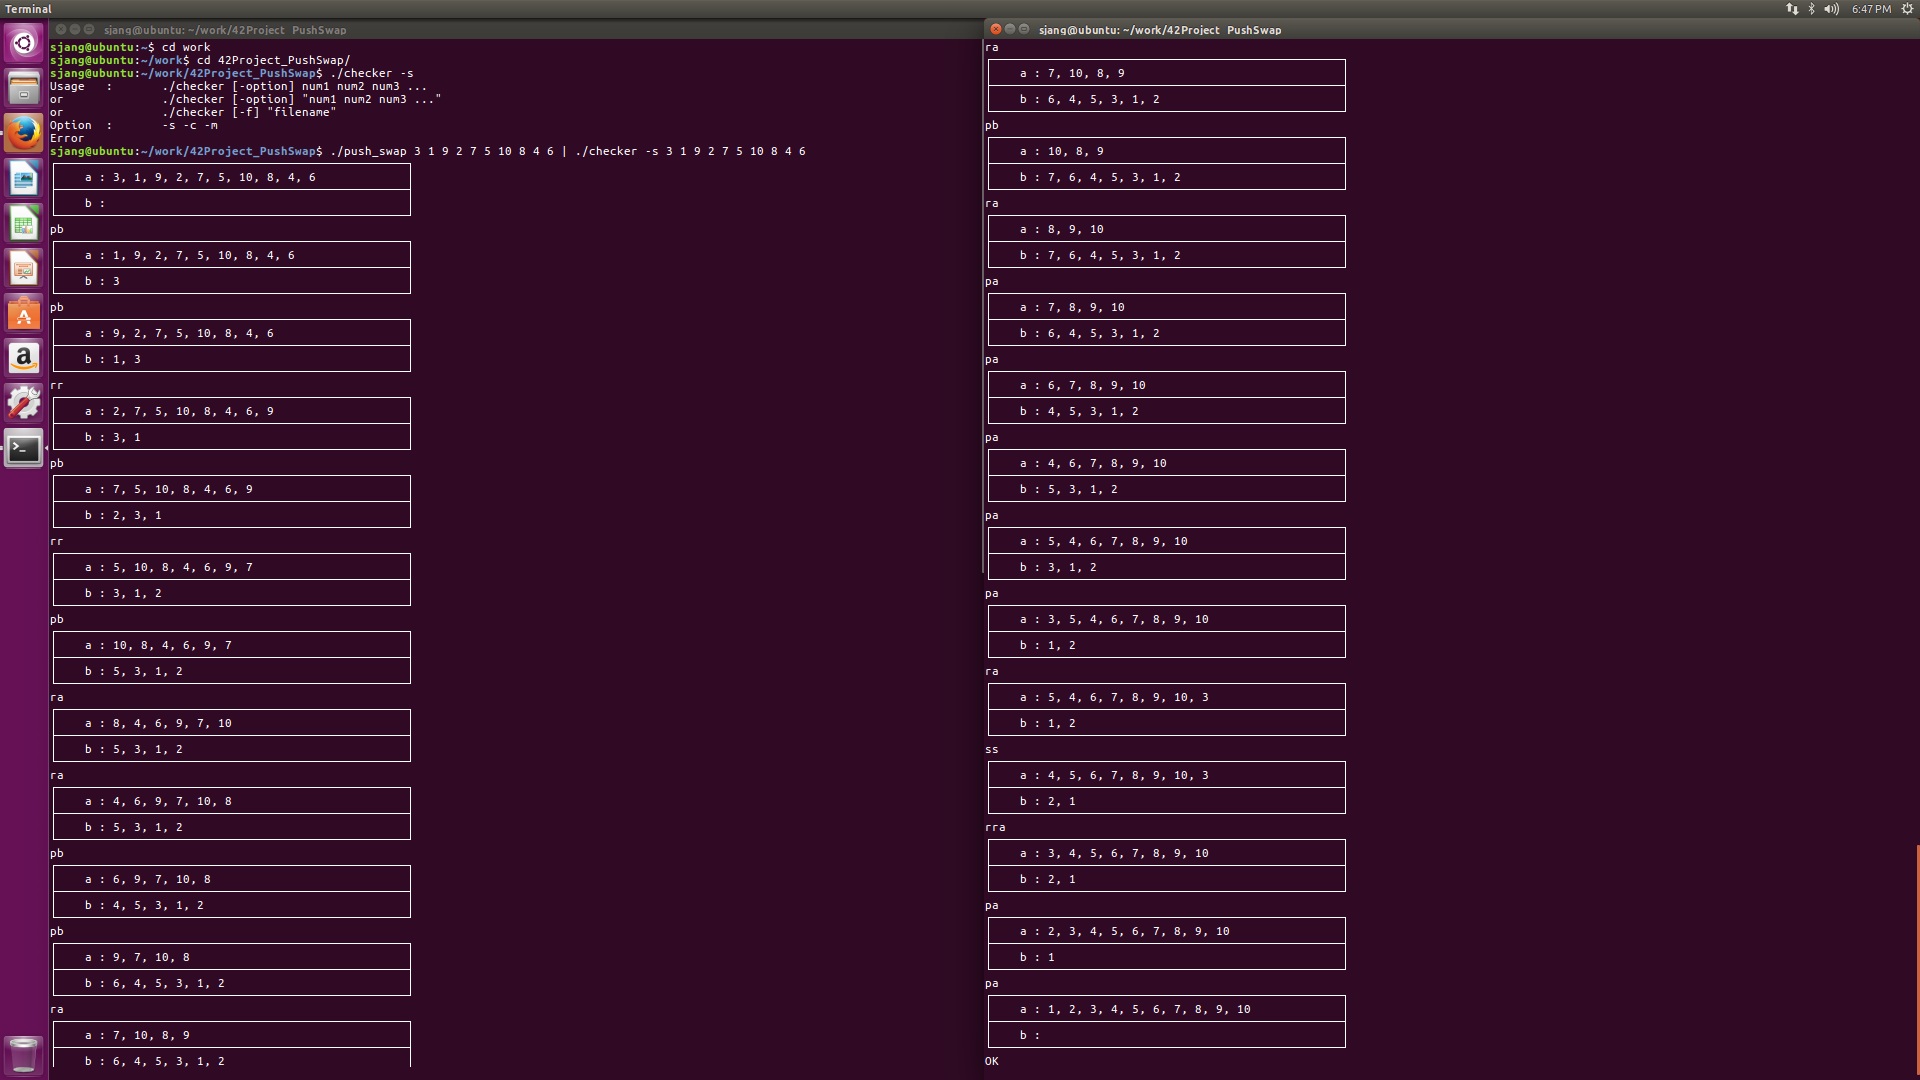 Terminal
6:47 PM
sjang@ubuntu: ~/work/42Project_PushSwap
sjang@ubuntu:~$ cd work
sjang@ubuntu:~/work$ cd 42Project_PushSwap/
sjang@ubuntu:~/work/42Project_PushSwap$ ./checker -s
Usage   :       ./checker [-option] num1 num2 num3 ...
or              ./checker [-option] "num1 num2 num3 ..."
or              ./checker [-f] "filename"
Option  :       -s -c -m
Error
sjang@ubuntu:~/work/42Project_PushSwap$ ./push_swap 3 1 9 2 7 5 10 8 4 6 | ./checker -s 3 1 9 2 7 5 10 8 4 6
a : 3, 1, 9, 2, 7, 5, 10, 8, 4, 6
b :
pb
a : 1, 9, 2, 7, 5, 10, 8, 4, 6
b : 3
pb
a : 9, 2, 7, 5, 10, 8, 4, 6
b : 1, 3
rr
a : 2, 7, 5, 10, 8, 4, 6, 9
b : 3, 1
pb
a : 7, 5, 10, 8, 4, 6, 9
b : 2, 3, 1
rr
a : 5, 10, 8, 4, 6, 9, 7
b : 3, 1, 2
pb
a : 10, 8, 4, 6, 9, 7
b : 5, 3, 1, 2
ra
a : 8, 4, 6, 9, 7, 10
b : 5, 3, 1, 2
ra
a : 4, 6, 9, 7, 10, 8
b : 5, 3, 1, 2
pb
a : 6, 9, 7, 10, 8
b : 4, 5, 3, 1, 2
pb
a : 9, 7, 10, 8
b : 6, 4, 5, 3, 1, 2
ra
a : 7, 10, 8, 9
b : 6, 4, 5, 3, 1, 2
sjang@ubuntu: ~/work/42Project_PushSwap
ra
a : 7, 10, 8, 9
b : 6, 4, 5, 3, 1, 2
pb
a : 10, 8, 9
b : 7, 6, 4, 5, 3, 1, 2
ra
a : 8, 9, 10
b : 7, 6, 4, 5, 3, 1, 2
pa
a : 7, 8, 9, 10
b : 6, 4, 5, 3, 1, 2
pa
a : 6, 7, 8, 9, 10
b : 4, 5, 3, 1, 2
pa
a : 4, 6, 7, 8, 9, 10
b : 5, 3, 1, 2
pa
a : 5, 4, 6, 7, 8, 9, 10
b : 3, 1, 2
pa
a : 3, 5, 4, 6, 7, 8, 9, 10
b : 1, 2
ra
a : 5, 4, 6, 7, 8, 9, 10, 3
b : 1, 2
ss
a : 4, 5, 6, 7, 8, 9, 10, 3
b : 2, 1
rra
a : 3, 4, 5, 6, 7, 8, 9, 10
b : 2, 1
pa
a : 2, 3, 4, 5, 6, 7, 8, 9, 10
b : 1
pa
a : 1, 2, 3, 4, 5, 6, 7, 8, 9, 10
b :
OK